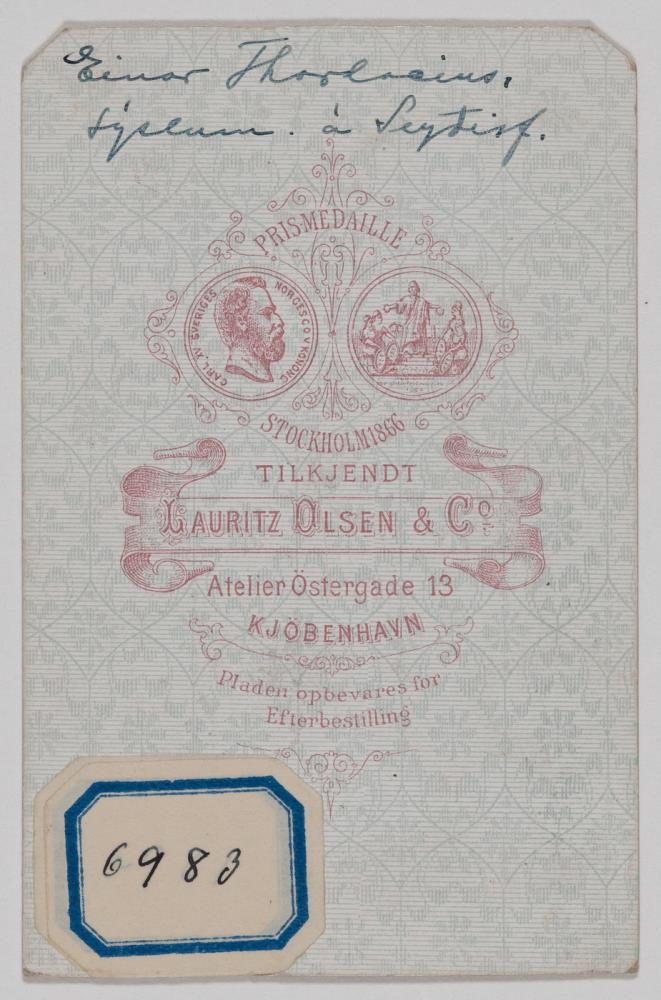 Einar Thorlacius,
sýslum. á Seyðisf.
PRISMEDAILLE
CARL XV SVERIGES NORGES G. O. V. KONUNG
STOCKHOLM 1866
TILKJENDT
LAURITZ OLSEN & Co.
Atelier Östergade 13
KJÖBENHAVN
Pladen opbevares for
Efterbestilling
6983